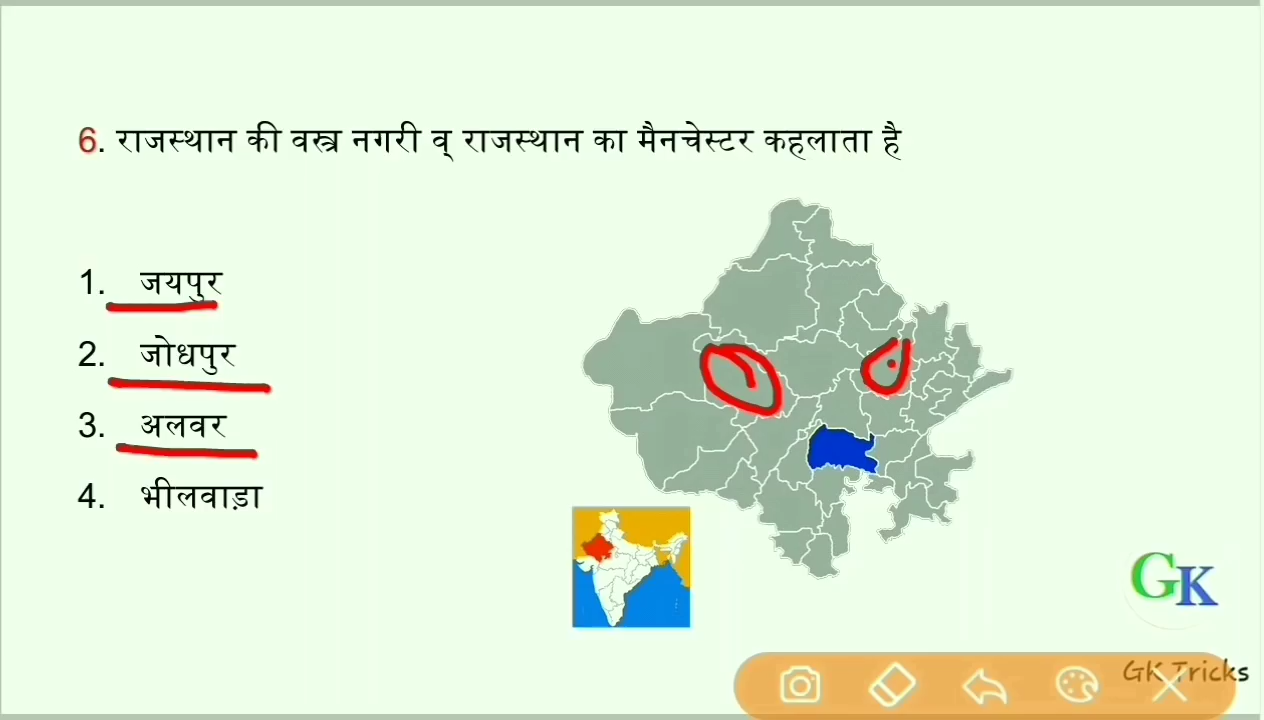 6. राजस्थान की वस्त्र नगरी व् राजस्थान का मैनचेस्टर कहलाता है
1. जयपुर
2. जोधपुर
3. अलवर
4. भीलवाड़ा
GK
GK Tricks